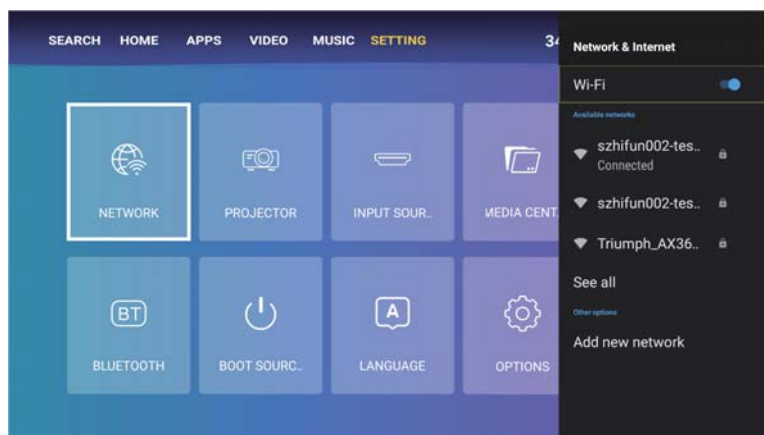 SEARCH HOME APPS VIDEO MUSIC SETTING 34
NETWORK PROJECTOR INPUT SOUR.. MEDIA CENT
BT A
BLUETOOTH BOOT SOURC.. LANGUAGE OPTIONS
Network & Internet
Wi-Fi
Available networks
szhifun002-tes..
Connected
szhifun002-tes..
Triumph_AX36..
See all
Other options
Add new network